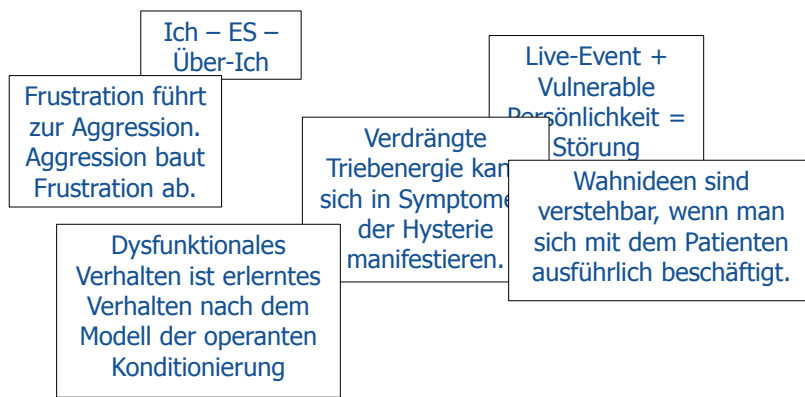 Ich – ES –
Über-Ich
Frustration führt
zur Aggression.
Aggression baut
Frustration ab.
Live-Event +
Vulnerable
Persönlichkeit =
Störung
Verdrängte
Triebenergie kan
sich in Symptome
der Hysterie
manifestieren.
Wahnideen sind
verstehbar, wenn man
sich mit dem Patienten
ausführlich beschäftigt.
Dysfunktionales
Verhalten ist erlerntes
Verhalten nach dem
Modell der operanten
Konditionierung